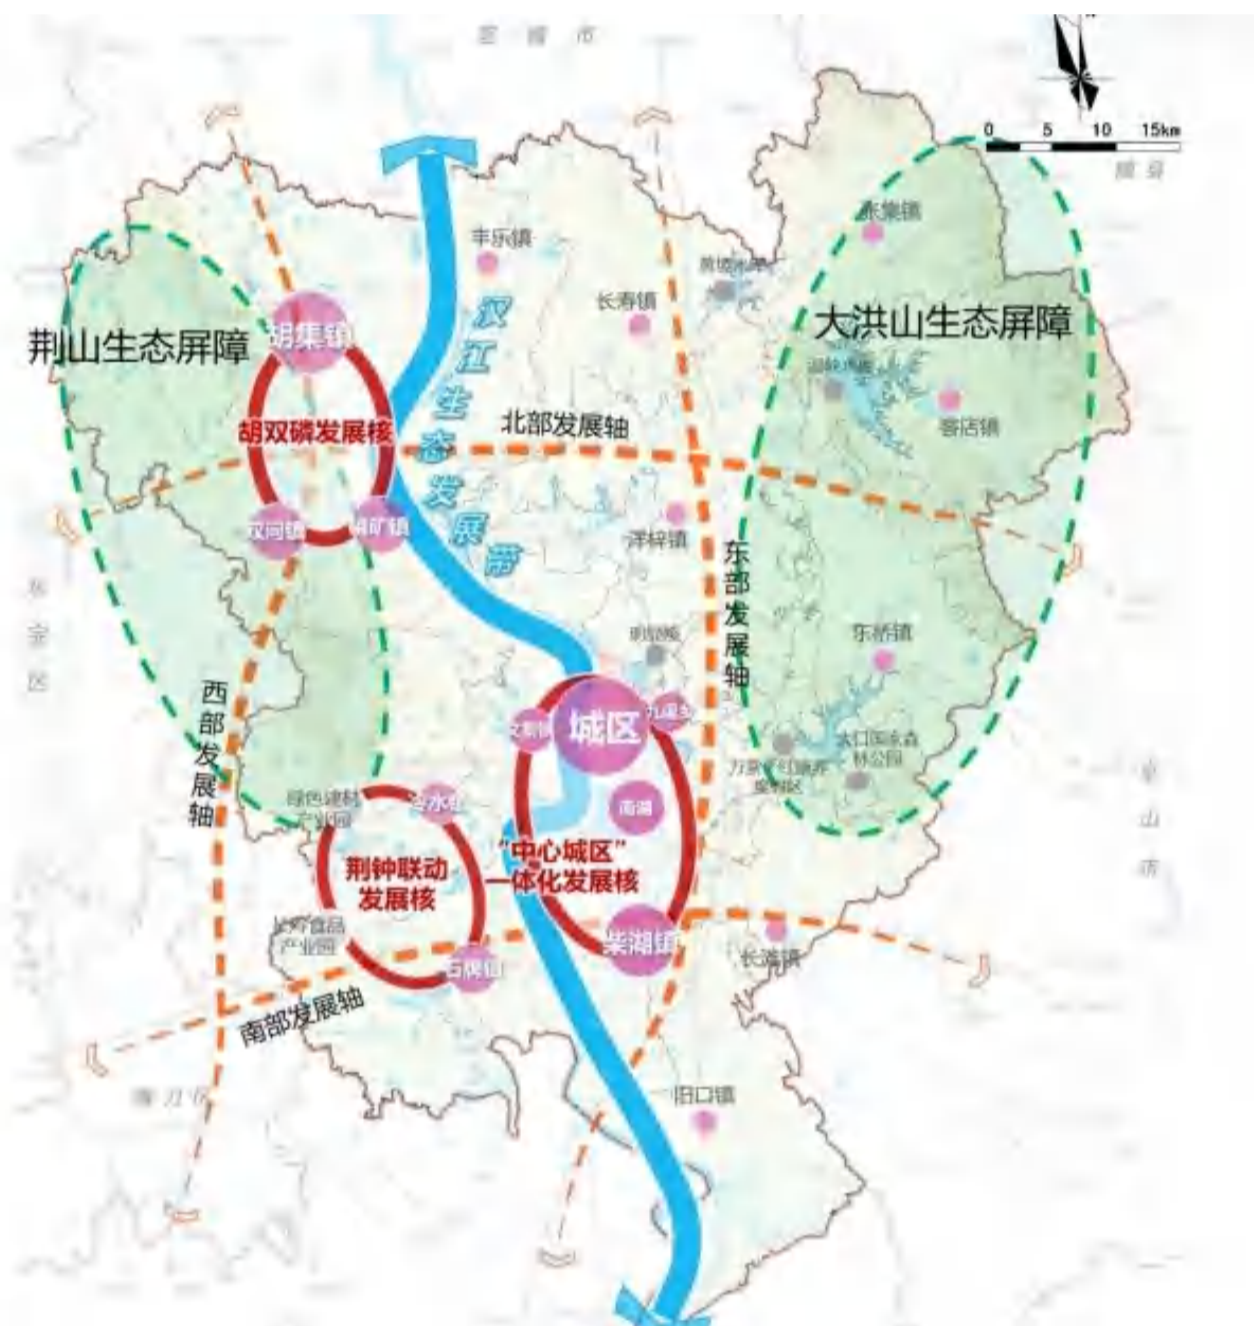 0 5 10 15km
丰乐镇
长寿镇
张集镇
荆山生态屏障
大洪山生态屏障
胡集镇
汉江生态发展带
北部发展轴
客店镇
胡双磷发展核
双河镇
磷矿镇
洋梓镇
东部发展轴
东桥镇
西部发展轴
城区
九里乡
文集镇
南湖
大口国家森
林公园
绿色建材
产业园
冷水镇
荆钟联动
发展核
“中心城区”
一体化发展核
产业园
柴湖镇
石牌镇
长滩镇
南部发展轴
旧口镇